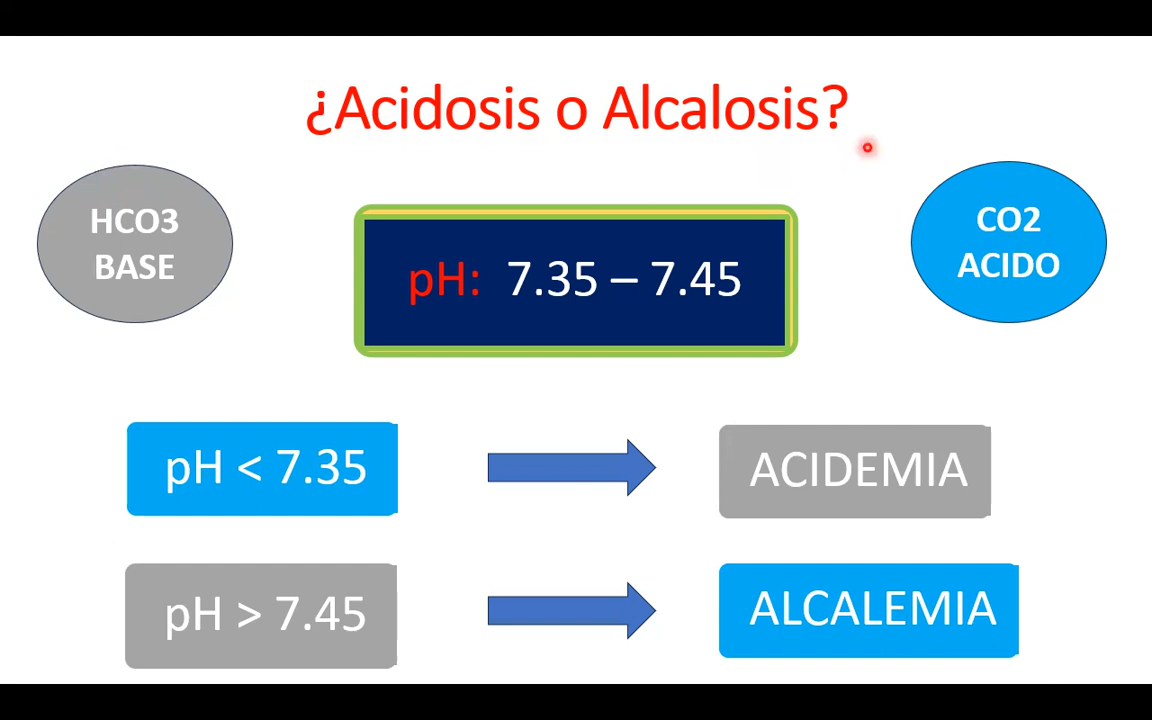 ¿Acidosis o Alcalosis?
HCO3
BASE
pH: 7.35 – 7.45
CO2
ACIDO
pH < 7.35
ACIDEMIA
pH > 7.45
ALCALEMIA